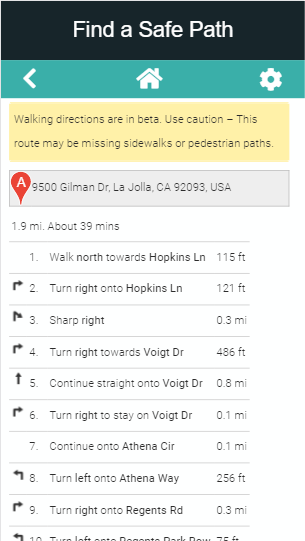 Find a Safe Path
Walking directions are in beta. Use caution – This
route may be missing sidewalks or pedestrian paths.
A 9500 Gilman Dr, La Jolla, CA 92093, USA
1.9 mi. About 39 mins
1. Walk north towards Hopkins Ln 115 ft
2. Turn right onto Hopkins Ln 121 ft
3. Sharp right 0.3 mi
4. Turn right towards Voigt Dr 486 ft
5. Continue straight onto Voigt Dr 0.8 mi
6. Turn right to stay on Voigt Dr 0.1 mi
7. Continue onto Athena Cir 0.1 mi
8. Turn left onto Athena Way 256 ft
9. Turn right onto Regents Rd 0.3 mi
10. Turn left onto Regents Park Row 75 ft